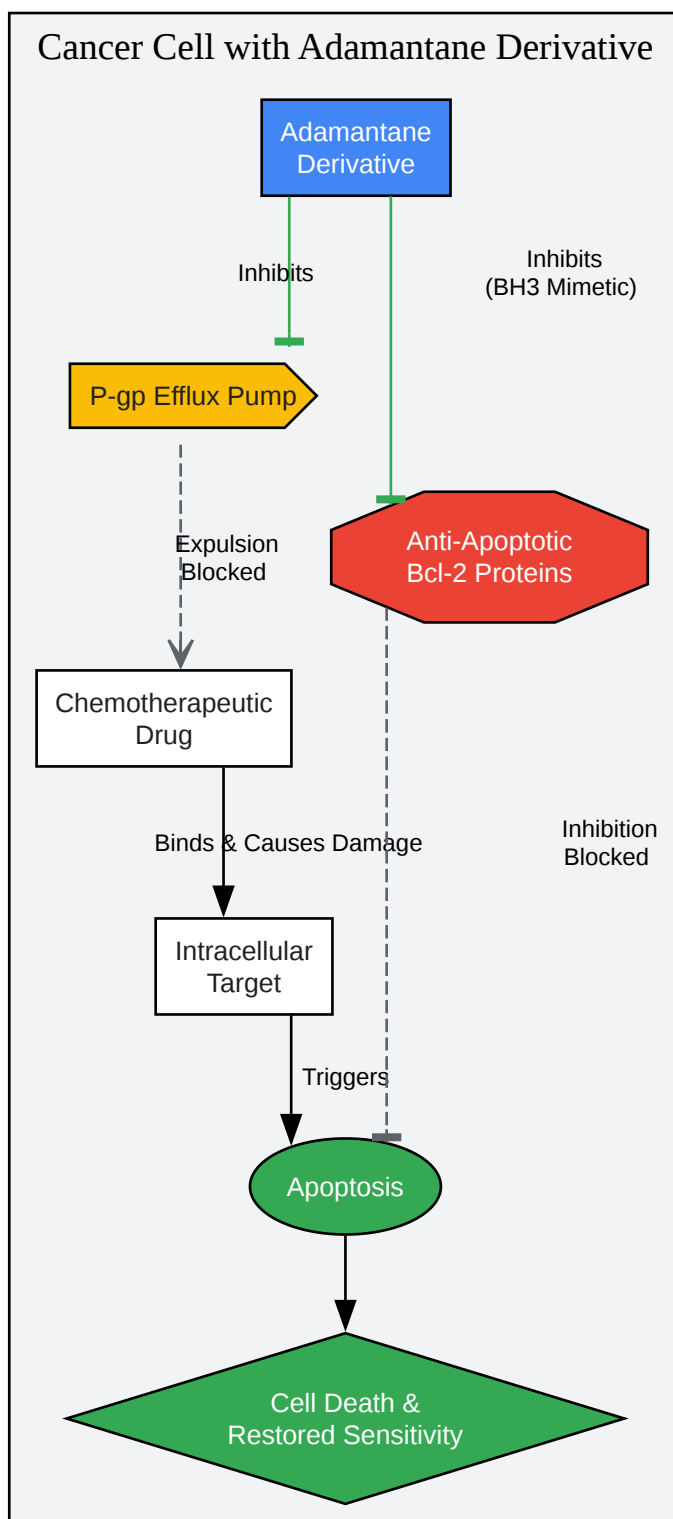 Cancer Cell with Adamantane Derivative
Adamantane
Derivative
Inhibits
Inhibits
(BH3 Mimetic)
P-gp Efflux Pump
Expulsion
Blocked
Anti-Apoptotic
Bcl-2 Proteins
Chemotherapeutic
Drug
Binds & Causes Damage
Inhibition
Blocked
Intracellular
Target
Triggers
Apoptosis
Cell Death &
Restored Sensitivity